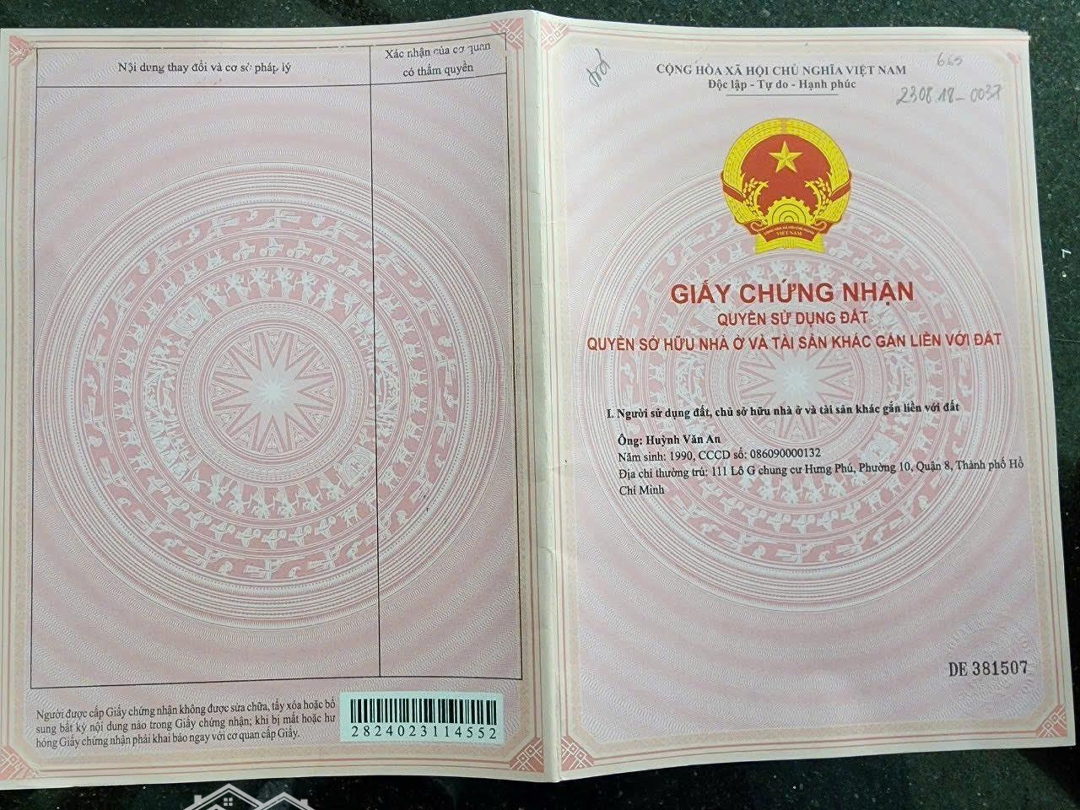 Nội dung thay đổi và cơ sở pháp lý
Xác nhận của cơ quan
có thẩm quyền
Người được cấp Giấy chứng nhận không được sửa chữa, tẩy xóa hoặc bổ
sung bất kỳ nội dung nào trong Giấy chứng nhận; khi bị mất hoặc hư
hỏng Giấy chứng nhận phải khai báo ngay với cơ quan cấp Giấy.
2824023114552
665
CỘNG HÒA XÃ HỘI CHỦ NGHĨA VIỆT NAM
Độc lập - Tự do - Hạnh phúc
230818-0037
VIỆT NAM
GIẤY CHỨNG NHẬN
QUYỀN SỬ DỤNG ĐẤT
QUYỀN SỞ HỮU NHÀ Ở VÀ TÀI SẢN KHÁC GẮN LIỀN VỚI ĐẤT
I. Người sử dụng đất, chủ sở hữu nhà ở và tài sản khác gắn liền với đất
Ông: Huỳnh Văn An
Năm sinh: 1990, CCCD số: 086090000132
Địa chỉ thường trú: 111 Lô G chung cư Hưng Phú, Phường 10, Quận 8, Thành phố Hồ
Chí Minh
DE 381507